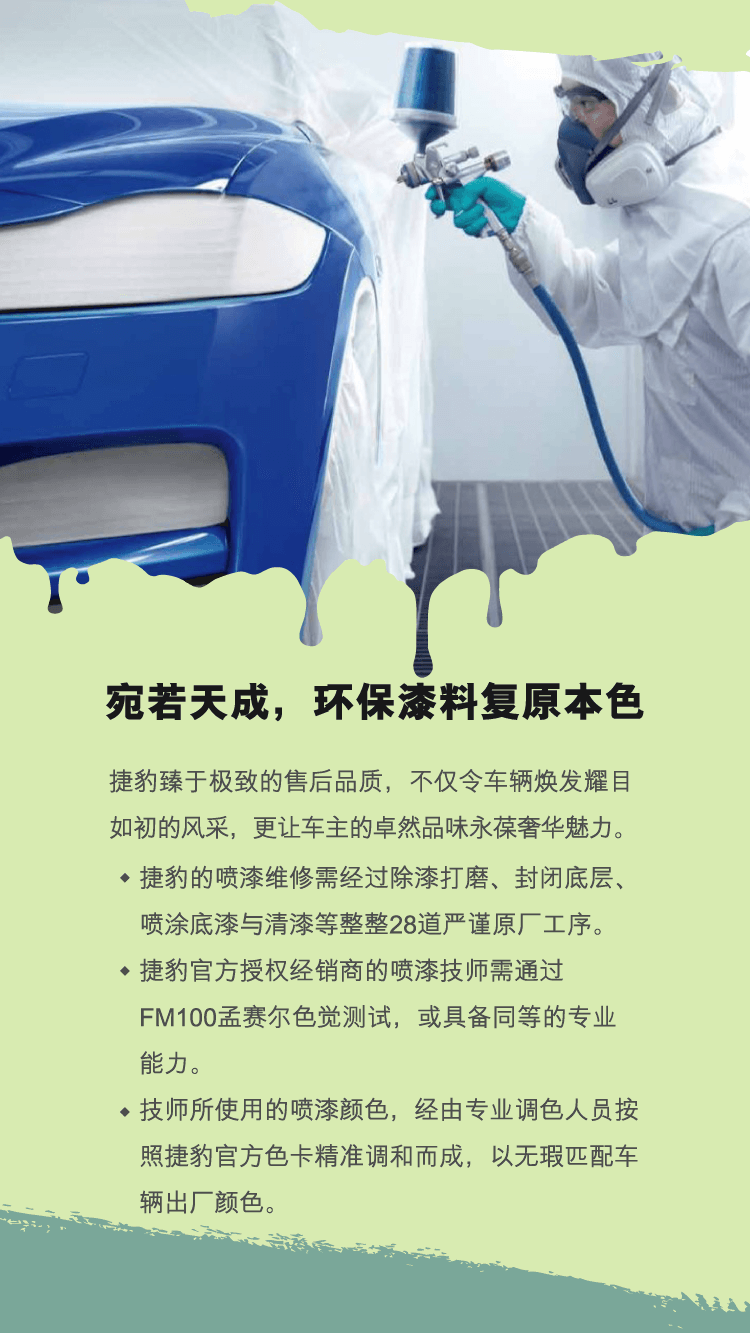 宛若天成，环保漆料复原本色
捷豹臻于极致的售后品质，不仅令车辆焕发耀目
如初的风采，更让车主的卓然品味永葆奢华魅力。
◆ 捷豹的喷漆维修需经过除漆打磨、封闭底层、
喷涂底漆与清漆等整整28道严谨原厂工序。
◆ 捷豹官方授权经销商的喷漆技师需通过
FM100孟赛尔色觉测试，或具备同等的专业
能力。
◆ 技师所使用的喷漆颜色，经由专业调色人员按
照捷豹官方色卡精准调和而成，以无瑕匹配车
辆出厂颜色。